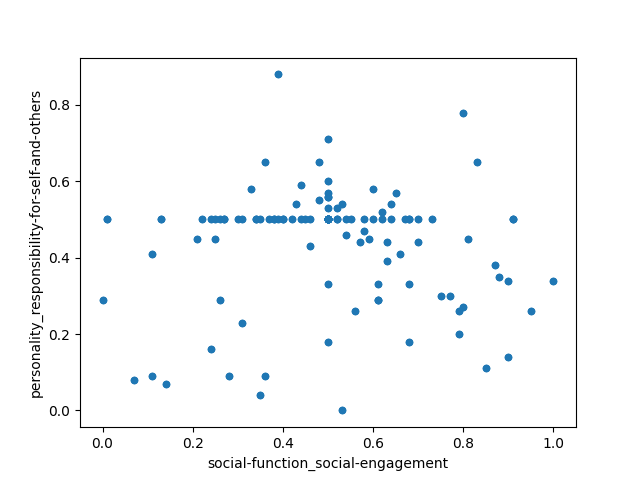 0.8
0.6
0.4
0.2
0.0
personality_responsibility-for-self-and-others
0.0 0.2 0.4 0.6 0.8 1.0
social-function_social-engagement